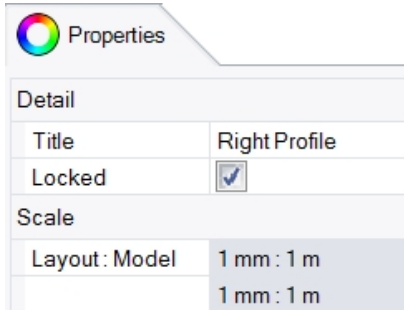 Properties
Detail
Title Right Profile
Locked
Scale
Layout : Model 1 mm : 1 m
1 mm : 1 m